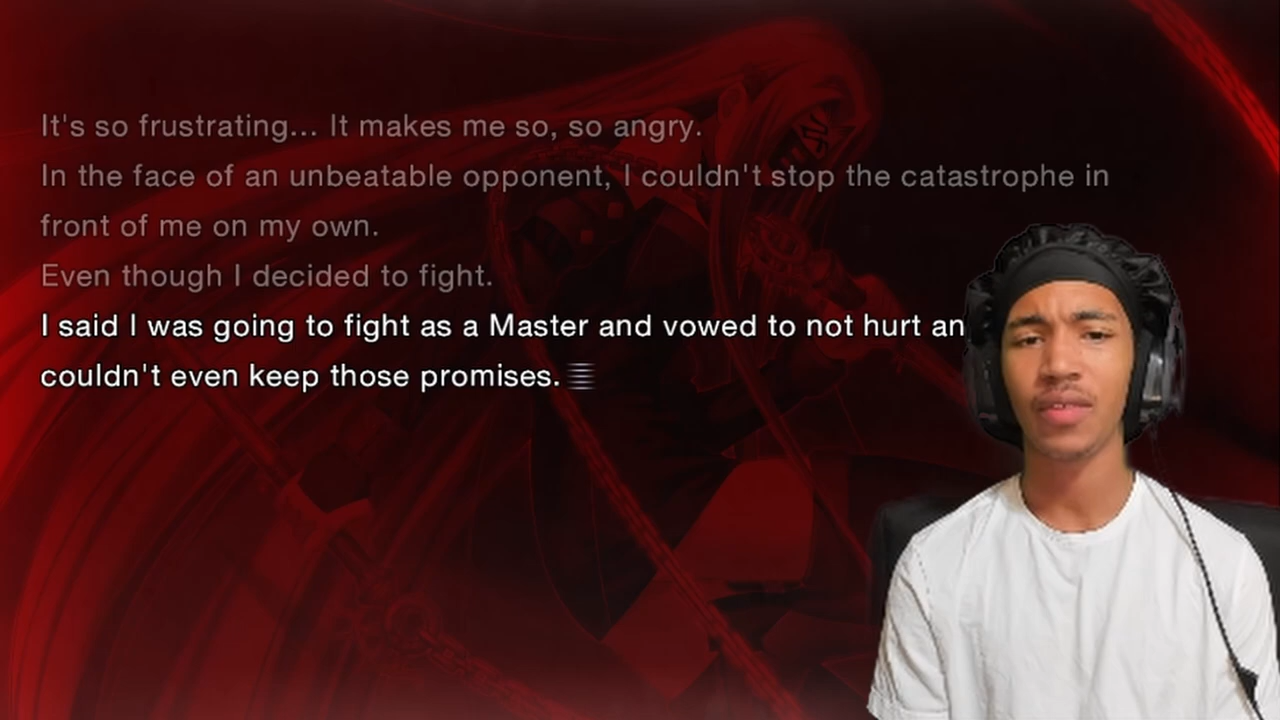 It's so frustrating... It makes me so, so angry.
In the face of an unbeatable opponent, I couldn't stop the catastrophe in
front of me on my own.
Even though I decided to fight.
I said I was going to fight as a Master and vowed to not hurt an
couldn't even keep those promises.